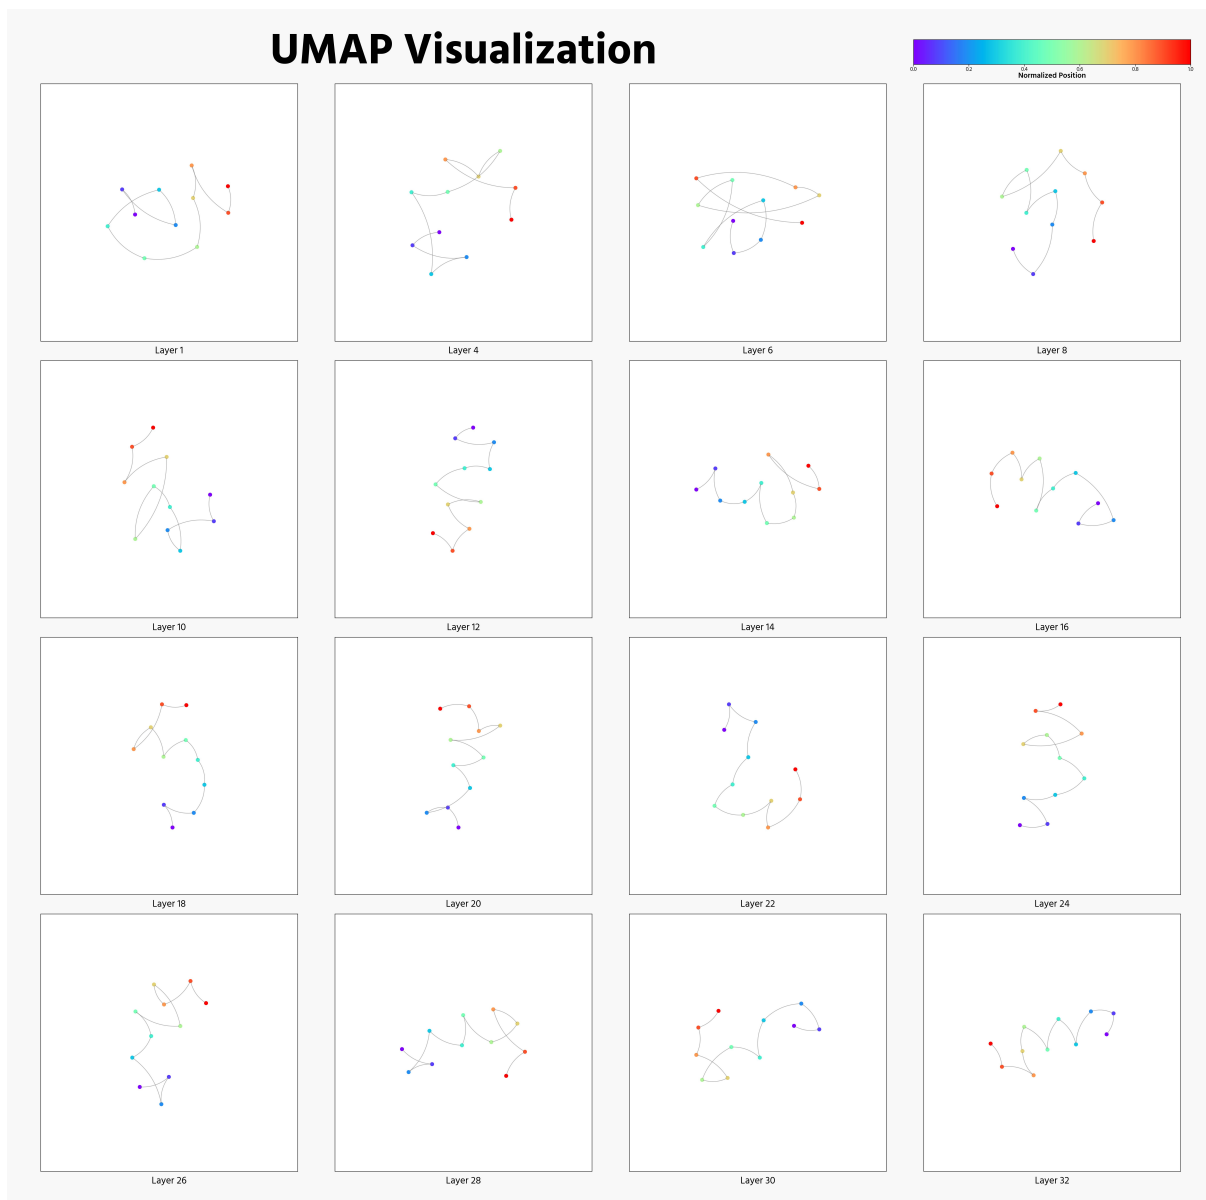 UMAP Visualization
0.0 0.2 0.4 0.6 0.8 1.0
Normalized Position
Layer 1 Layer 4 Layer 6 Layer 8
Layer 10 Layer 12 Layer 14 Layer 16
Layer 18 Layer 20 Layer 22 Layer 24
Layer 26 Layer 28 Layer 30 Layer 32